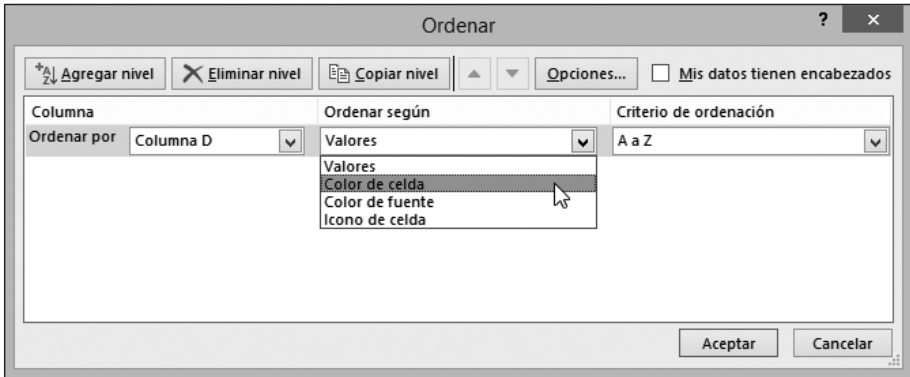 Ordenar ?
Agregar nivel Eliminar nivel Copiar nivel Opciones... Mis datos tienen encabezados
Columna Ordenar según Criterio de ordenación
Ordenar por Columna D Valores A a Z
Valores
Color de celda
Color de fuente
Icono de celda
Aceptar Cancelar